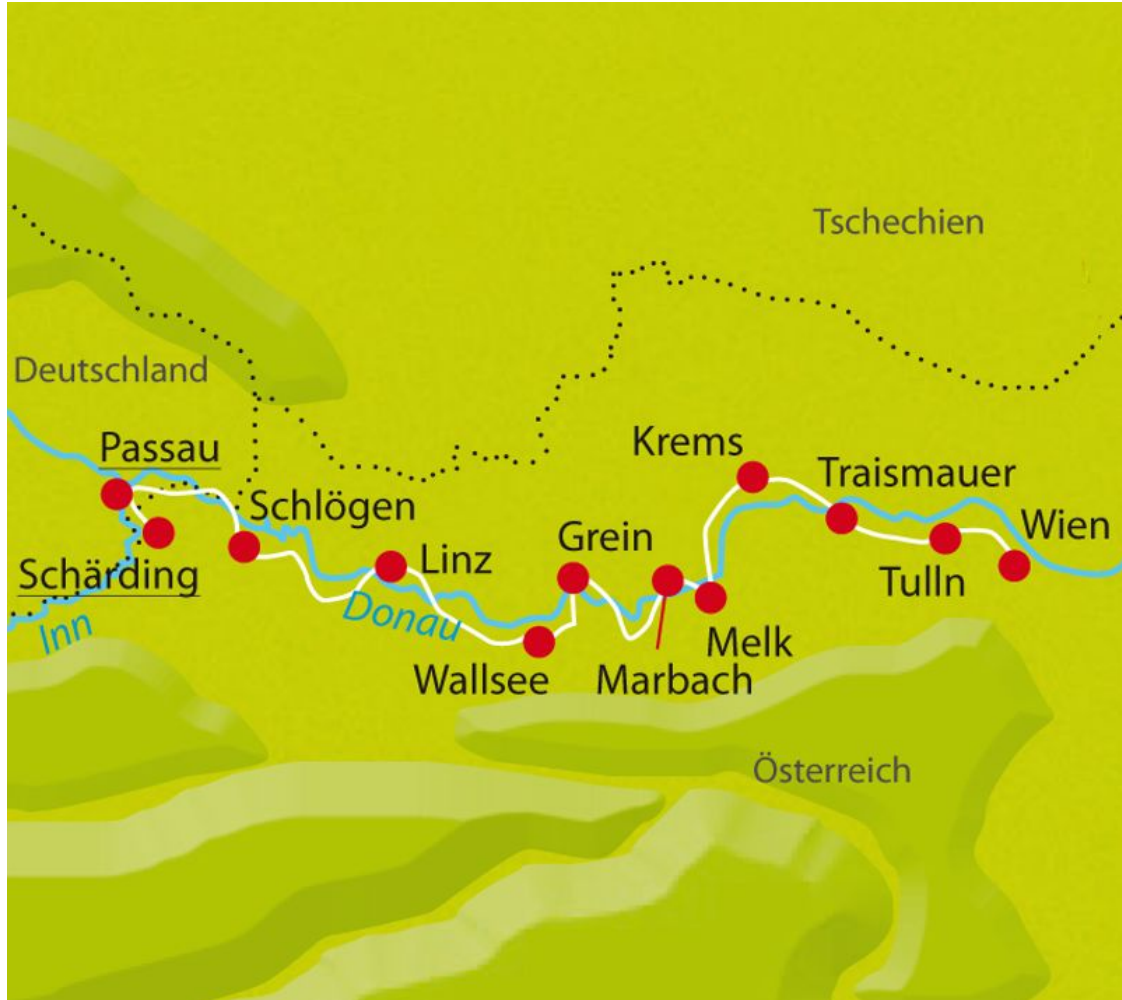 Tschechien
Deutschland
Passau
Krems
Traismauer
Schlögen
Wien
Grein
Linz
Schärding
Tulln
Donau
Inn
Melk
Wallsee
Marbach
Österreich